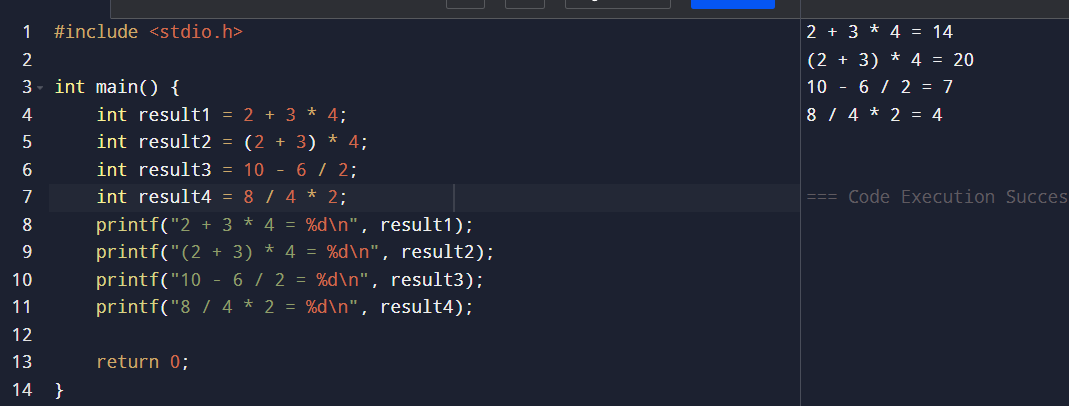 1 #include <stdio.h>
2
3 int main() {
4     int result1 = 2 + 3 * 4;
5     int result2 = (2 + 3) * 4;
6     int result3 = 10 - 6 / 2;
7     int result4 = 8 / 4 * 2;
8     printf("2 + 3 * 4 = %d\n", result1);
9     printf("(2 + 3) * 4 = %d\n", result2);
10     printf("10 - 6 / 2 = %d\n", result3);
11     printf("8 / 4 * 2 = %d\n", result4);
12
13     return 0;
14 }
2 + 3 * 4 = 14
(2 + 3) * 4 = 20
10 - 6 / 2 = 7
8 / 4 * 2 = 4
=== Code Execution Succes